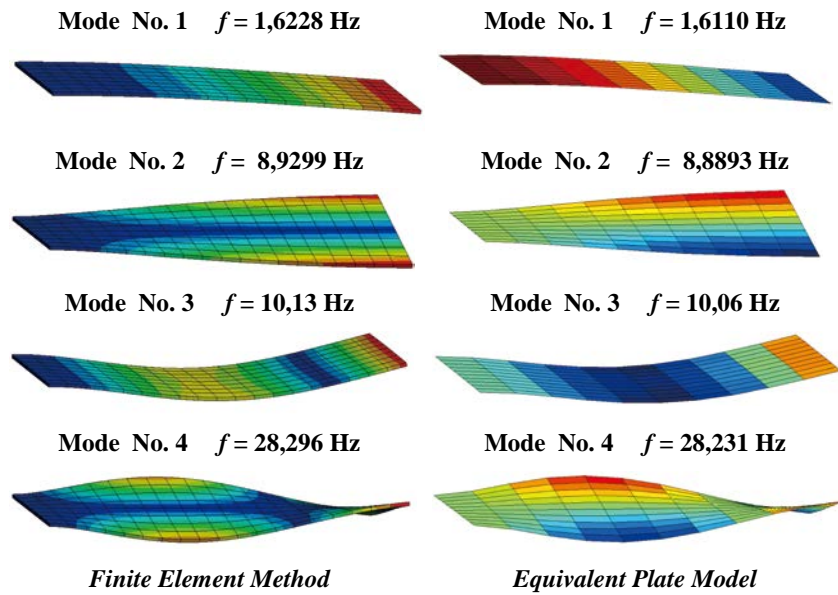 Mode No. 1 f = 1,6228 Hz
Mode No. 1 f = 1,6110 Hz
Mode No. 2 f = 8,9299 Hz
Mode No. 2 f = 8,8893 Hz
Mode No. 3 f = 10,13 Hz
Mode No. 3 f = 10,06 Hz
Mode No. 4 f = 28,296 Hz
Mode No. 4 f = 28,231 Hz
Finite Element Method
Equivalent Plate Model